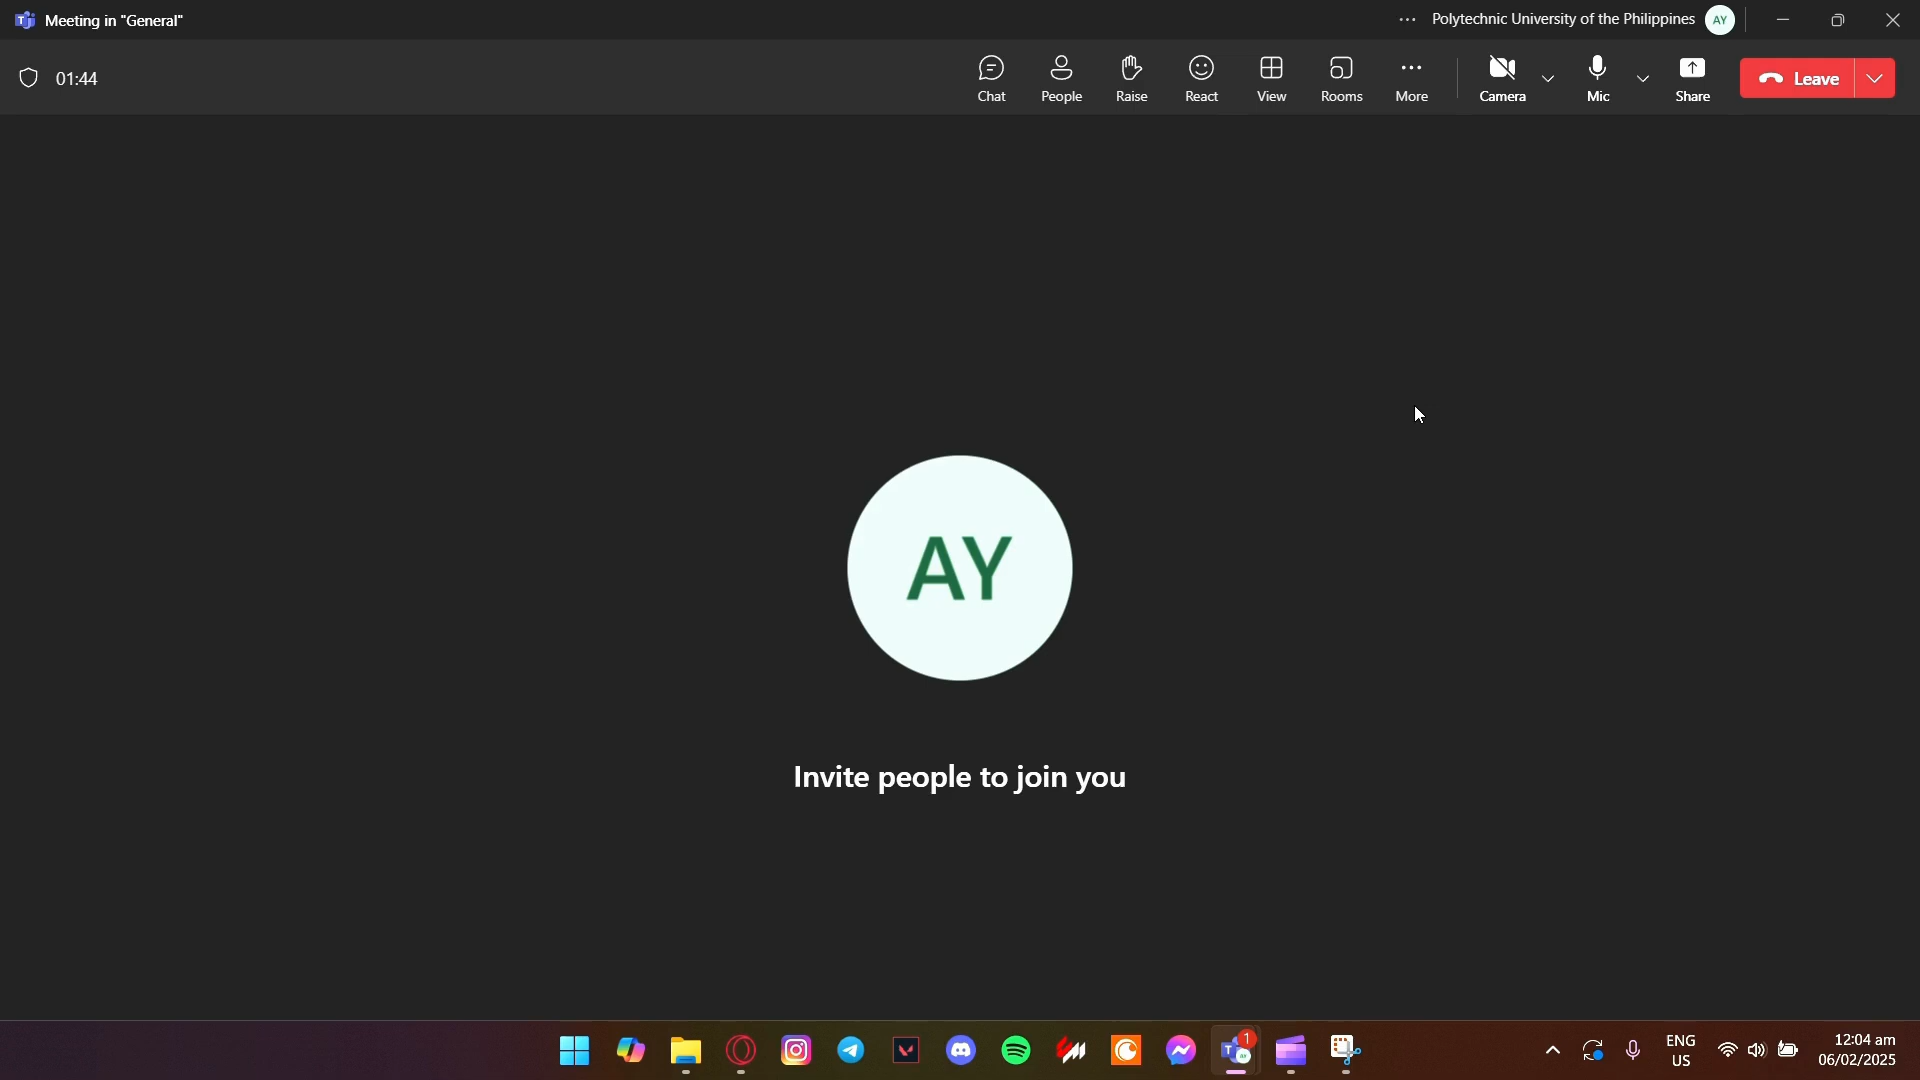 Meeting in "General"
Polytechnic University of the Philippines
AY
01:44
Chat
People
Raise
React
View
Rooms
More
Camera
Mic
Share
Leave
AY
Invite people to join you
1
ENG
US
12:04 am
06/02/2025